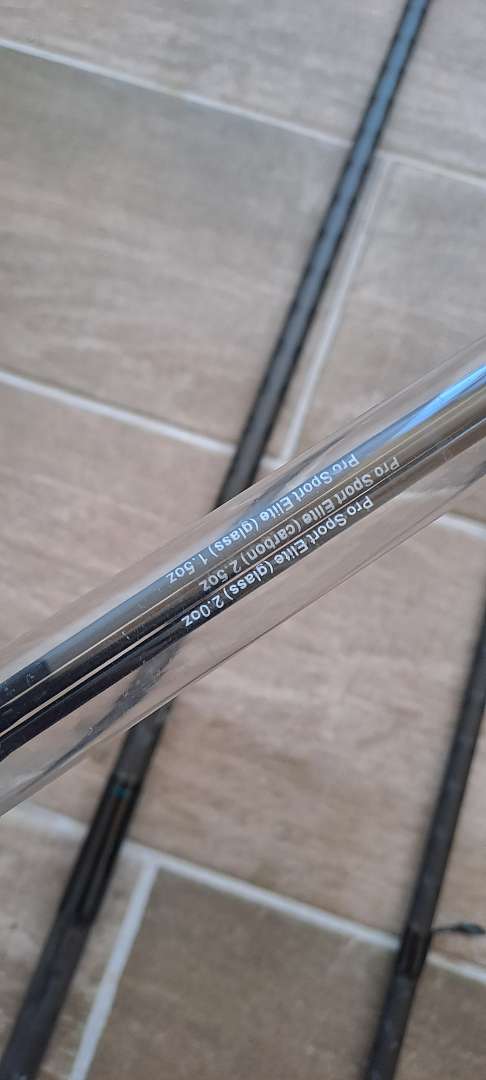 Pro Sport Elite (glass) 1.5oz
Pro Sport Elite (carbon) 2.5oz
Pro Sport Elite (glass) 2.0oz